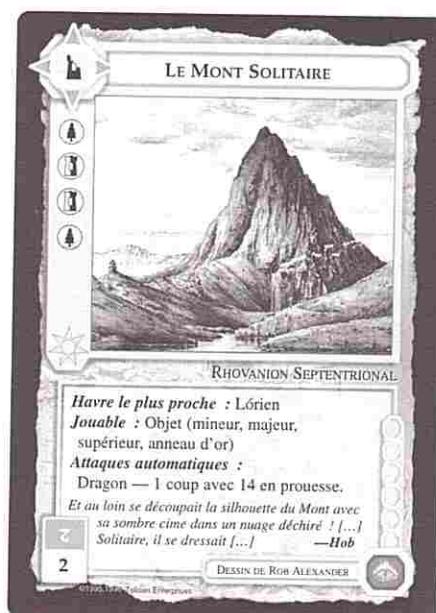 LE MONT SOLITAIRE
RHOVANION SEPTENTRIONAL
Havre le plus proche : Lórien
Jouable : Objet (mineur, majeur,
supérieur, anneau d'or)
Attaques automatiques :
Dragon — 1 coup avec 14 en prouesse.
Et au loin se découpait la silhouette du Mont avec
sa sombre cime dans un nuage déchiré ! [...]
Solitaire, il se dressait [...] —Hob
2
2
DESSIN DE ROB ALEXANDER
Enterprises